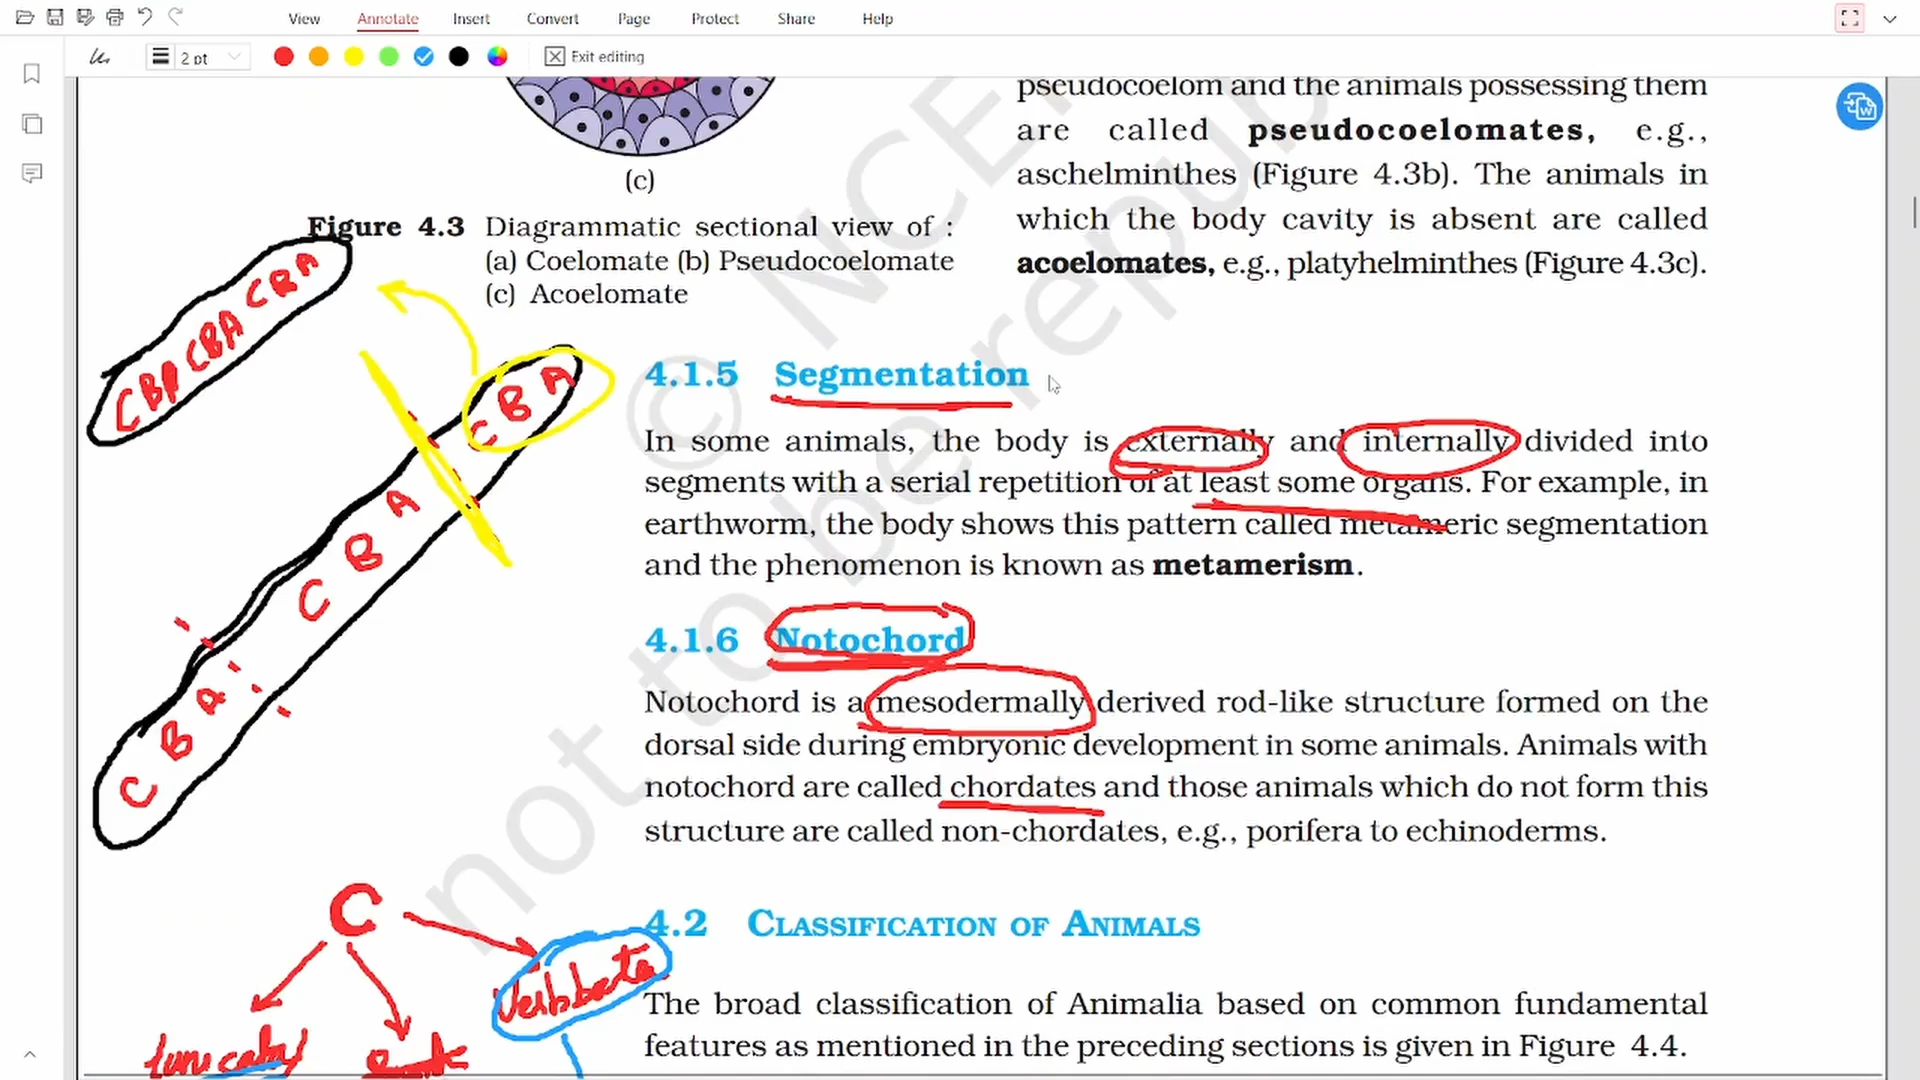 View Annotate Insert Convert Page Protect Share Help
2 pt Exit editing
(c)
Figure 4.3 Diagrammatic sectional view of :
(a) Coelomate (b) Pseudocoelomate
(c) Acoelomate
pseudocoelom and the animals possessing them
are called pseudocoelomates, e.g.,
aschelminthes (Figure 4.3b). The animals in
which the body cavity is absent are called
acoelomates, e.g., platyhelminthes (Figure 4.3c).
C B A C B A C B A
C B A
C B A
C B A
4.1.5 Segmentation
In some animals, the body is externally and internally divided into
segments with a serial repetition of at least some organs. For example, in
earthworm, the body shows this pattern called metameric segmentation
and the phenomenon is known as metamerism.
4.1.6 Notochord
Notochord is a mesodermally derived rod-like structure formed on the
dorsal side during embryonic development in some animals. Animals with
notochord are called chordates and those animals which do not form this
structure are called non-chordates, e.g., porifera to echinoderms.
C
4.2 Classification of Animals
The broad classification of Animalia based on common fundamental
features as mentioned in the preceding sections is given in Figure 4.4.
not to be republ
© NCE